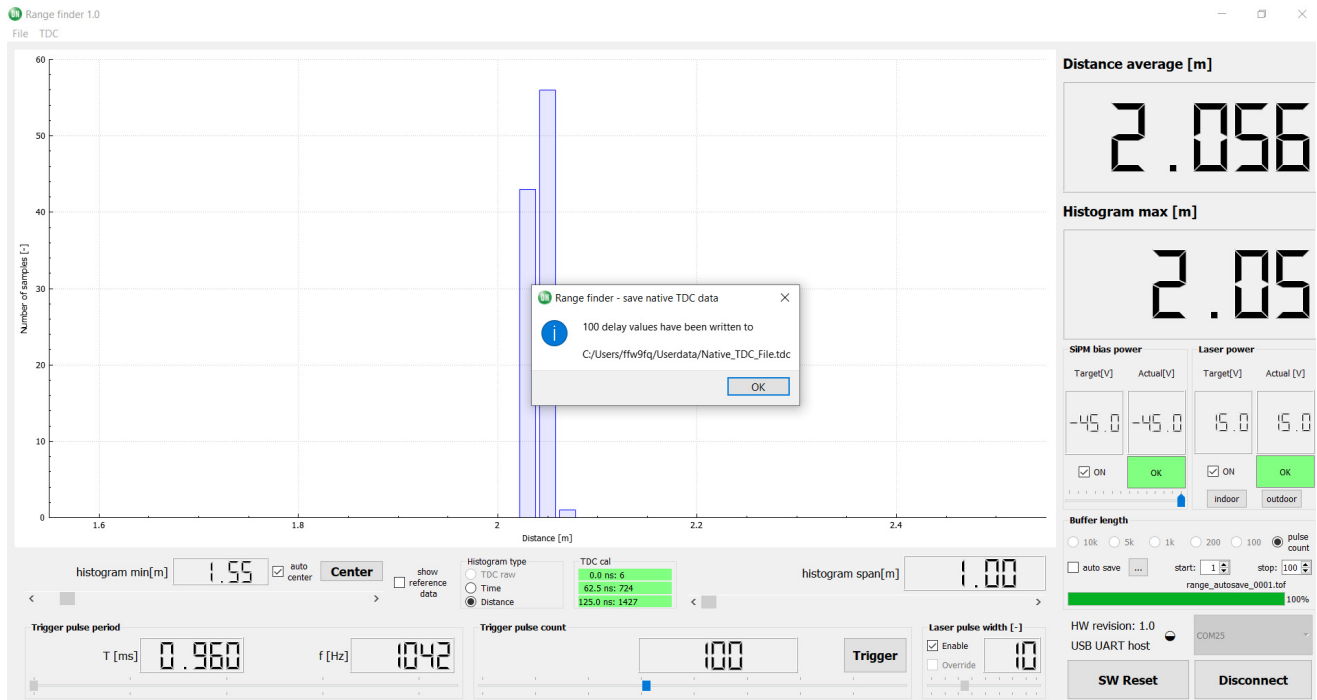 ON Range finder 1.0
File TDC
Distance average [m]
2.056
Histogram max [m]
2.05
60
50
40
30
20
10
0
Number of samples [-]
1.6 1.8 2 2.2 2.4
Distance [m]
ON Range finder - save native TDC data
100 delay values have been written to
C:/Users/ffw9fq/Userdata/Native_TDC_File.tdc
OK
SiPM bias power
Target[V] Actual[V]
-45.0 -45.0
ON OK
Laser power
Target[V] Actual [V]
15.0 15.0
ON OK
indoor outdoor
Buffer length
10k 5k 1k 200 100 pulse count
auto save ... start: 1 stop: 100
range_autosave_0001.tof
100%
histogram min[m] 1.55 auto center Center
show reference data
Histogram type
TDC raw
Time
Distance
TDC cal
0.0 ns: 6
62.5 ns: 724
125.0 ns: 1427
histogram span[m] 1.00
Trigger pulse period
T [ms] 0.960 f [Hz] 1042
Trigger pulse count
100 Trigger
Laser pulse width [-]
Enable
Override
10
HW revision: 1.0
USB UART host
COM25
SW Reset Disconnect